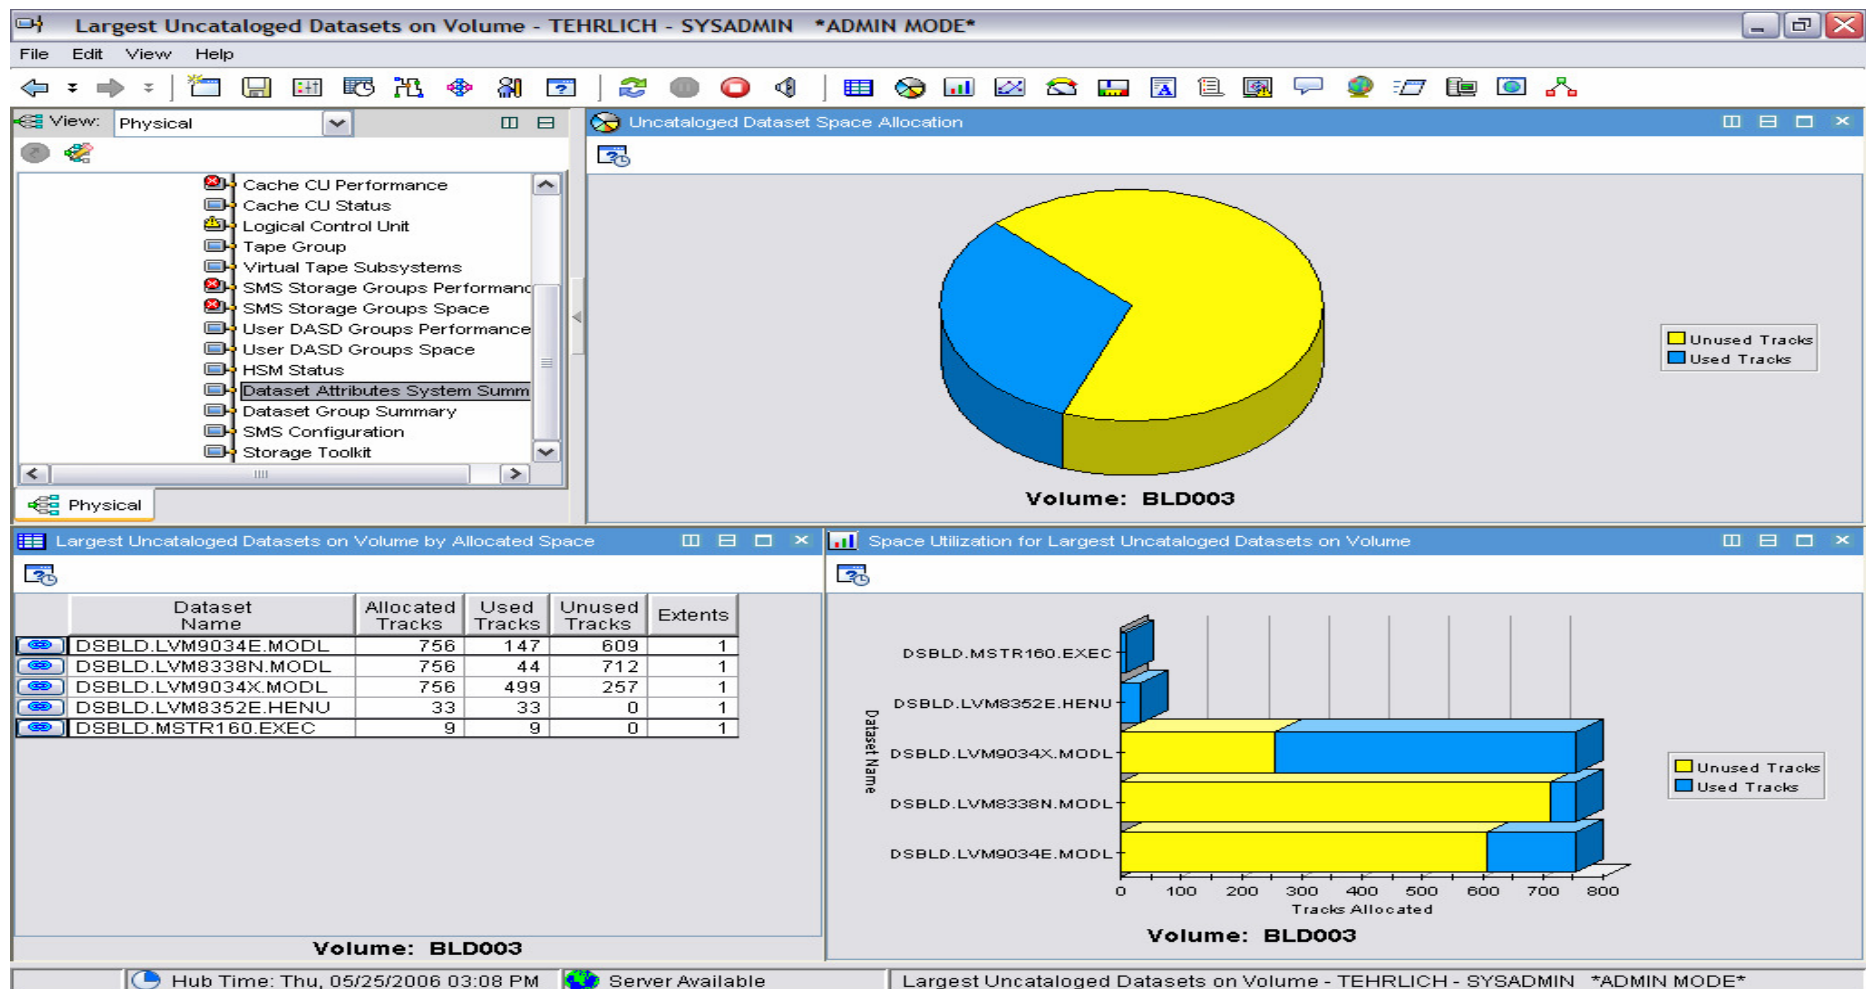 Largest Uncataloged Datasets on Volume - TEHRLICH - SYSADMIN *ADMIN MODE*
File Edit View Help
View: Physical
Cache CU Performance
Cache CU Status
Logical Control Unit
Tape Group
Virtual Tape Subsystems
SMS Storage Groups Performanc
SMS Storage Groups Space
User DASD Groups Performance
User DASD Groups Space
HSM Status
Dataset Attributes System Summ
Dataset Group Summary
SMS Configuration
Storage Toolkit
Physical
Uncataloged Dataset Space Allocation
Unused Tracks
Used Tracks
Volume: BLD003
Largest Uncataloged Datasets on Volume by Allocated Space
Dataset Name Allocated Tracks Used Tracks Unused Tracks Extents
DSBLD.LVM9034E.MODL 756 147 609 1
DSBLD.LVM8338N.MODL 756 44 712 1
DSBLD.LVM9034X.MODL 756 499 257 1
DSBLD.LVM8352E.HENU 33 33 0 1
DSBLD.MSTR160.EXEC 9 9 0 1
Volume: BLD003
Space Utilization for Largest Uncataloged Datasets on Volume
Dataset Name
DSBLD.MSTR160.EXEC
DSBLD.LVM8352E.HENU
DSBLD.LVM9034X.MODL
DSBLD.LVM8338N.MODL
DSBLD.LVM9034E.MODL
0 100 200 300 400 500 600 700 800
Tracks Allocated
Unused Tracks
Used Tracks
Volume: BLD003
Hub Time: Thu, 05/25/2006 03:08 PM Server Available Largest Uncataloged Datasets on Volume - TEHRLICH - SYSADMIN *ADMIN MODE*